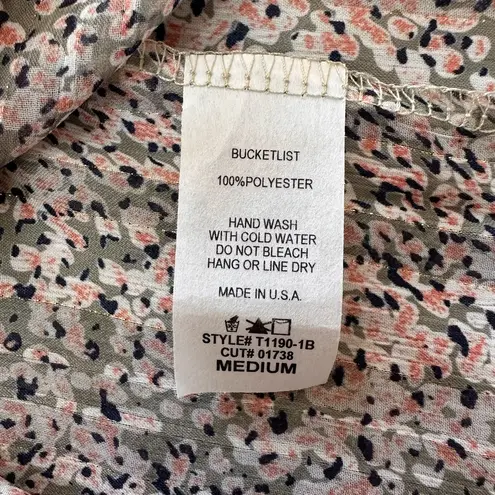 BUCKETLIST
100%POLYESTER
HAND WASH
WITH COLD WATER
DO NOT BLEACH
HANG OR LINE DRY
MADE IN U.S.A.
STYLE# T1190-1B
CUT# 01738
MEDIUM